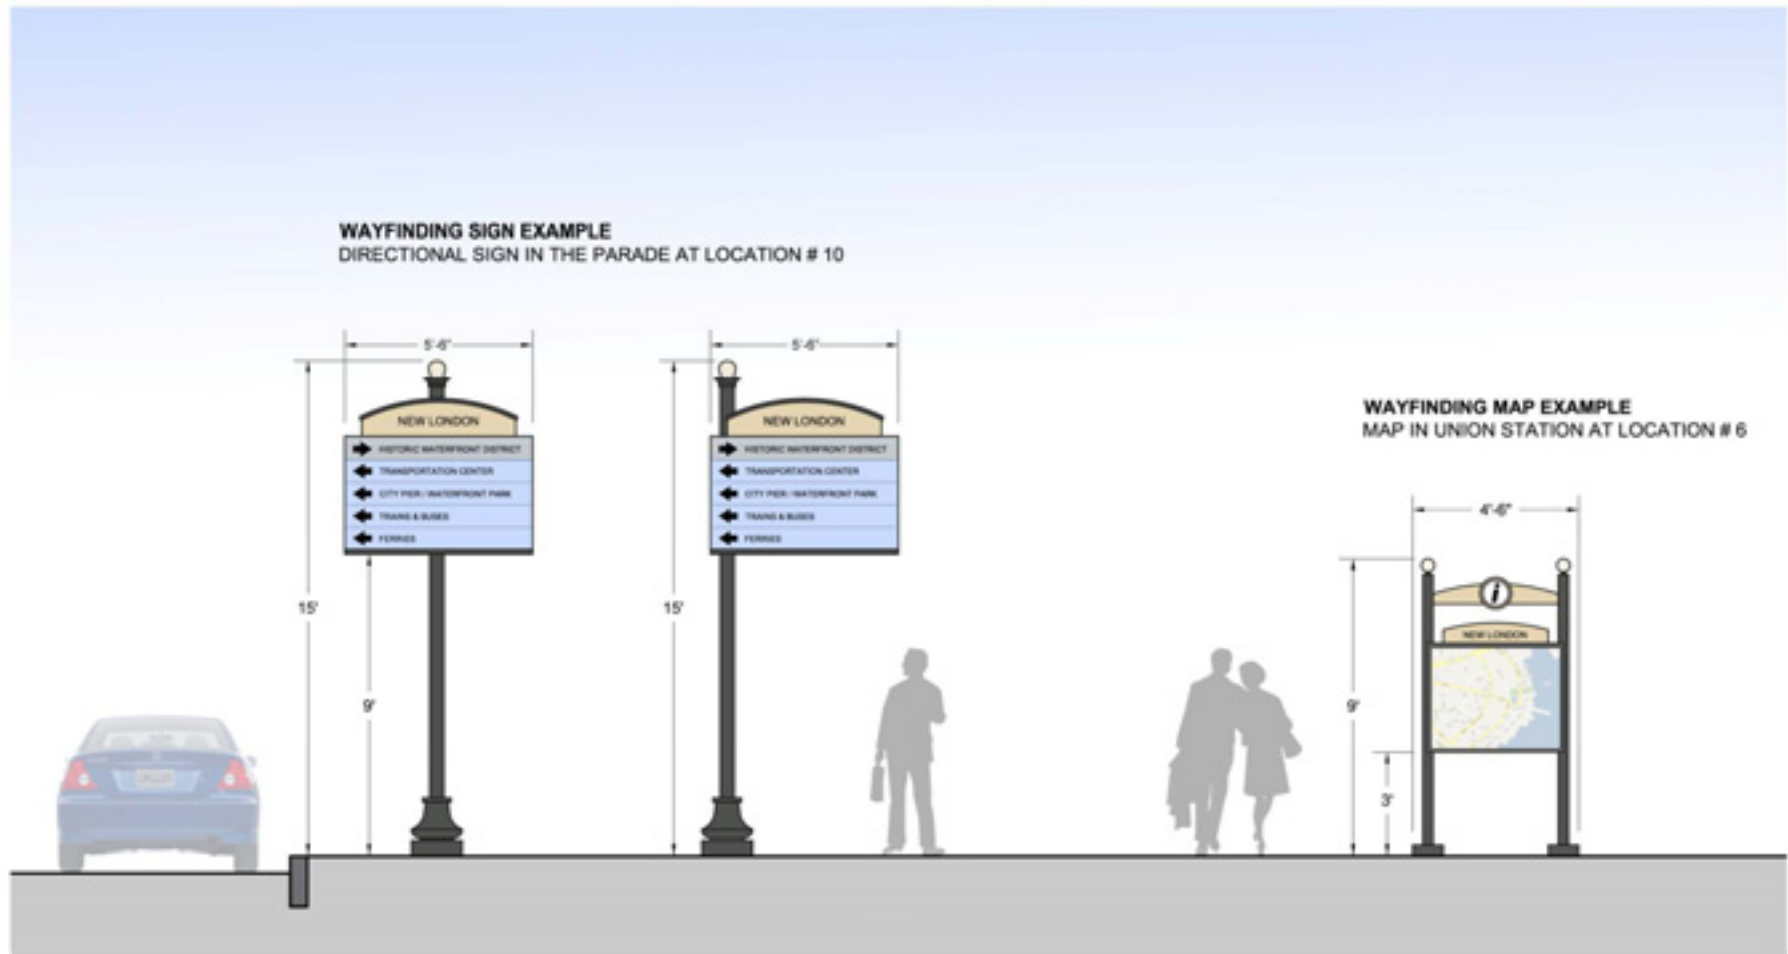 WAYFINDING SIGN EXAMPLE
DIRECTIONAL SIGN IN THE PARADE AT LOCATION # 10
5'-6"
NEW LONDON
HISTORIC WATERFRONT DISTRICT
TRANSPORTATION CENTER
CITY PIER / WATERFRONT PARK
TRAINS & BUSES
FERRIES
15'
9'
5'-6"
NEW LONDON
HISTORIC WATERFRONT DISTRICT
TRANSPORTATION CENTER
CITY PIER / WATERFRONT PARK
TRAINS & BUSES
FERRIES
15'
WAYFINDING MAP EXAMPLE
MAP IN UNION STATION AT LOCATION # 6
4'-6"
i
NEW LONDON
9'
3'